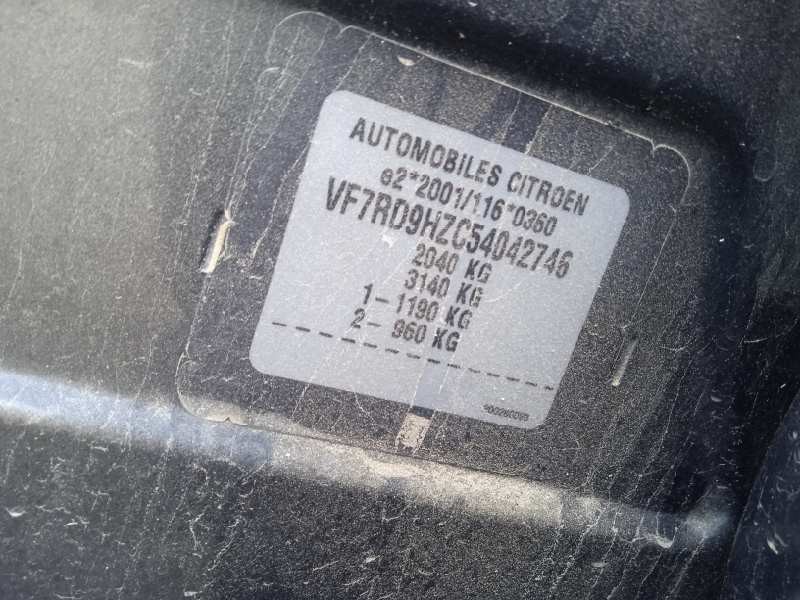 AUTOMOBILES CITROEN
e2*2001/116*0360
VF7RD9HZC54042746
2040 KG
3140 KG
1- 1190 KG
2- 960 KG